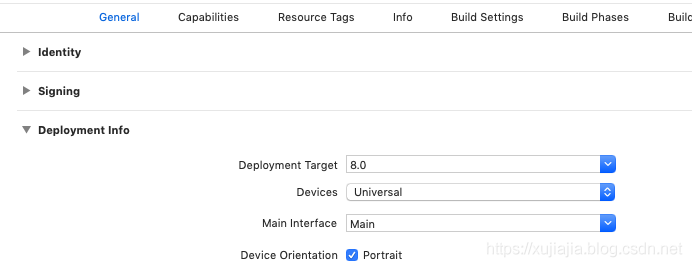 General Capabilities Resource Tags Info Build Settings Build Phases Build
Identity
Signing
Deployment Info
Deployment Target 8.0
Devices Universal
Main Interface Main
Device Orientation Portrait
https://xujiajia.blog.csdn.net